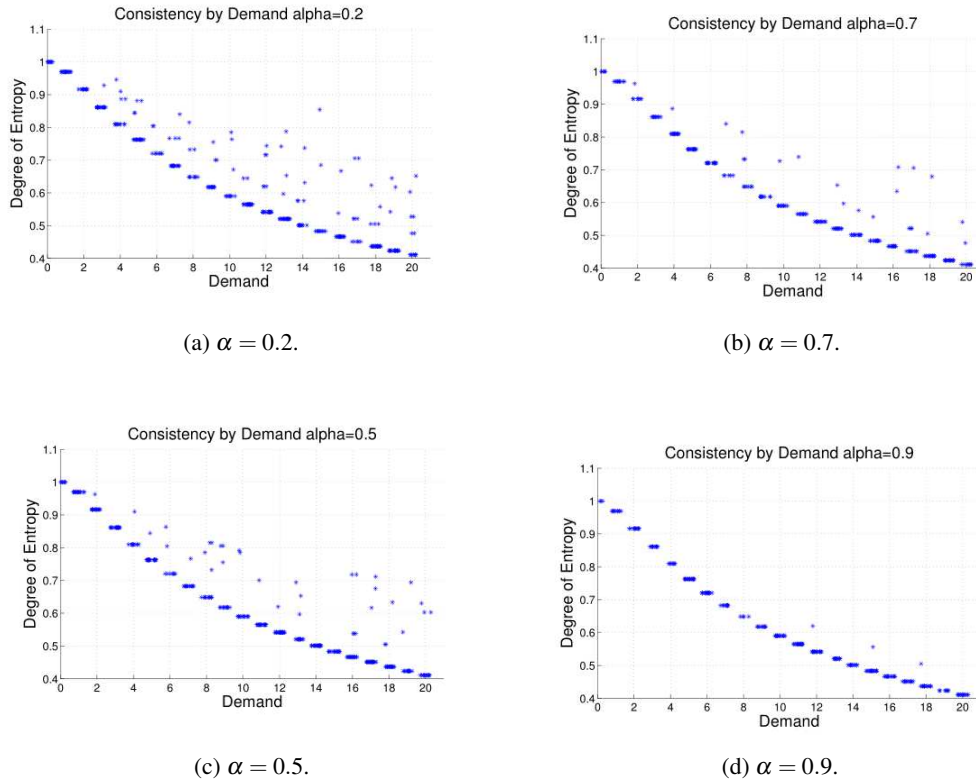 Consistency by Demand alpha=0.2
1.1
1
0.9
0.8
0.7
0.6
0.5
0.4
Degree of Entropy
0 2 4 6 8 10 12 14 16 18 20
Demand
(a) α = 0.2.
Consistency by Demand alpha=0.7
1.1
1
0.9
0.8
0.7
0.6
0.5
0.4
Degree of Entropy
0 2 4 6 8 10 12 14 16 18 20
Demand
(b) α = 0.7.
Consistency by Demand alpha=0.5
1.1
1
0.9
0.8
0.7
0.6
0.5
0.4
Degree of Entropy
0 2 4 6 8 10 12 14 16 18 20
Demand
(c) α = 0.5.
Consistency by Demand alpha=0.9
1.1
1
0.9
0.8
0.7
0.6
0.5
0.4
Degree of Entropy
0 2 4 6 8 10 12 14 16 18 20
Demand
(d) α = 0.9.